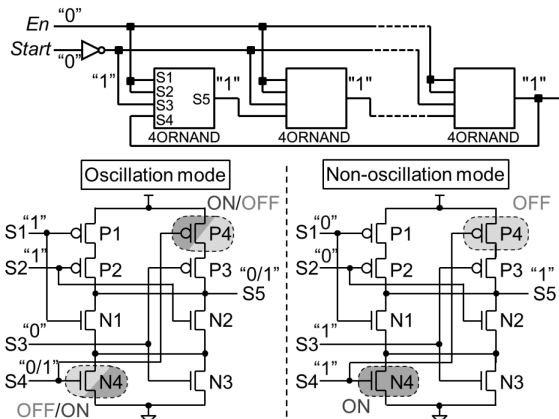 En "0"
Start "0"
"1" S1 S2 S3 S4 S5 "1" "1" "1"
4ORNAND 4ORNAND 4ORNAND
Oscillation mode Non-oscillation mode
ON/OFF OFF
S1 "1" P1 P4 S1 "0" P1 P4
S2 "1" P2 P3 "0/1" S2 "0" P2 P3 "1"
S5 S5
N1 N2 N1 N2
S3 "0" S3 "1"
S4 "0/1" N4 N3 S4 "1" N4 N3
OFF/ON ON